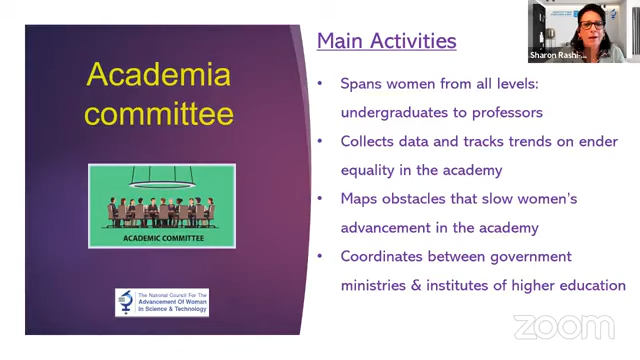 Academia
committee
ACADEMIC COMMITTEE
The National Council For The
Advancement Of Woman
in Science & Technology
Main Activities
• Spans women from all levels:
undergraduates to professors
• Collects data and tracks trends on ender
equality in the academy
• Maps obstacles that slow women's
advancement in the academy
• Coordinates between government
ministries & institutes of higher education
Sharon Rashi-...
zoom